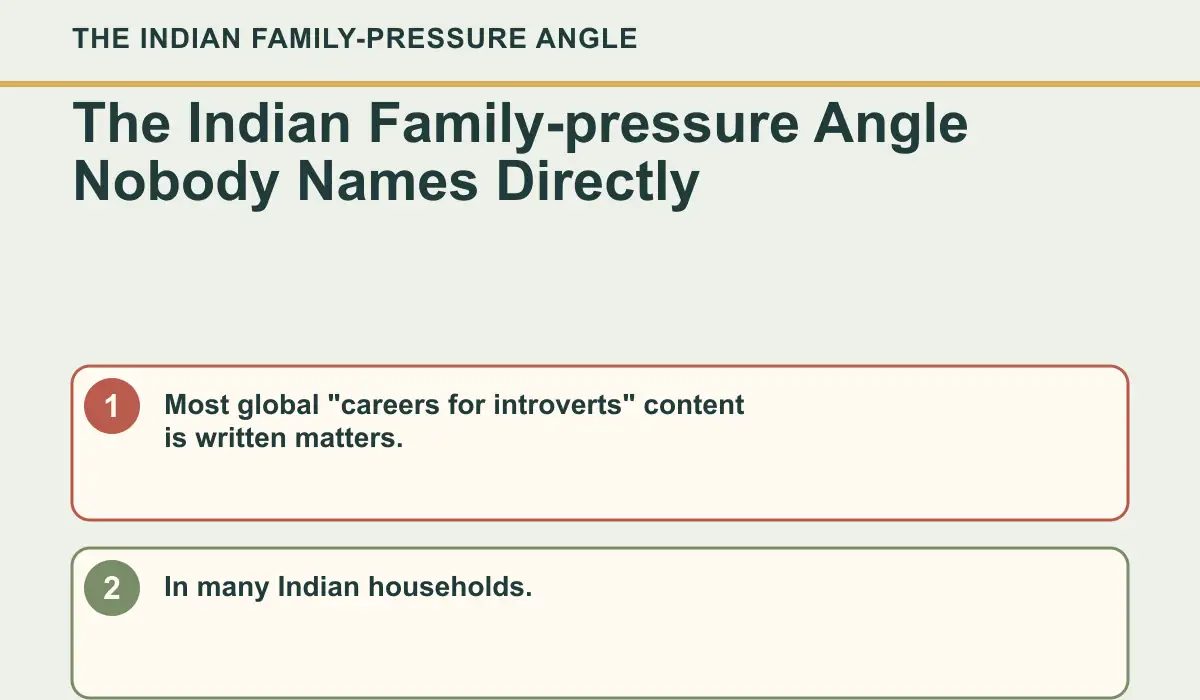 THE INDIAN FAMILY-PRESSURE ANGLE
The Indian Family-pressure Angle
Nobody Names Directly
1
Most global "careers for introverts" content
is written matters.
2
In many Indian households.